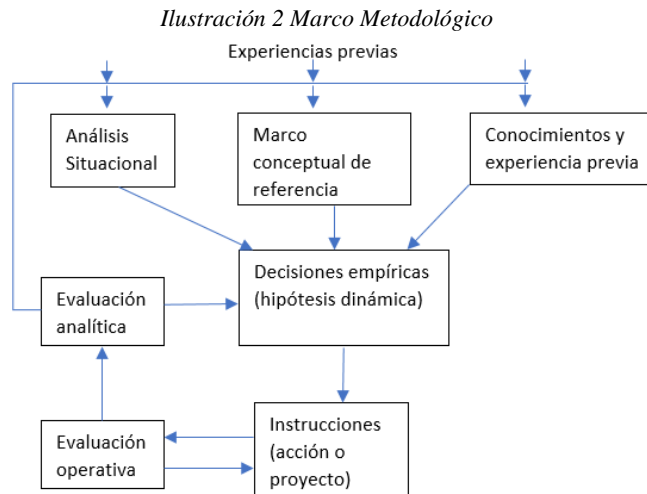 Ilustración 2 Marco Metodológico
Experiencias previas
Análisis
Situacional
Marco
conceptual de
referencia
Conocimientos y
experiencia previa
Decisiones empíricas
(hipótesis dinámica)
Evaluación
analítica
Instrucciones
(acción o
proyecto)
Evaluación
operativa